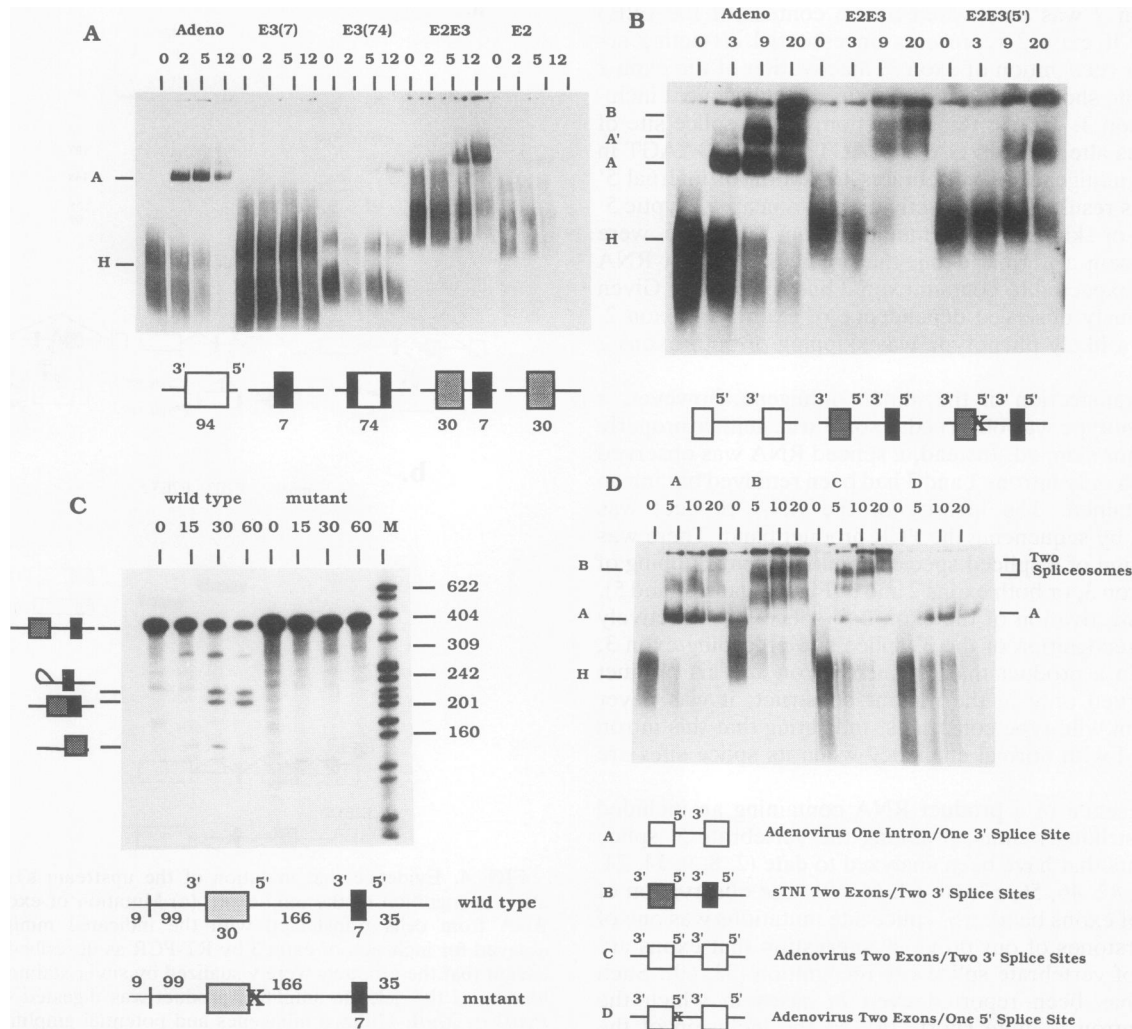 A
Adeno E3(7) E3(74) E2E3 E2
0 2 5 12 0 2 5 12 0 2 5 12 0 2 5 12 0 2 5 12
A
H
3' 5'
94 7 74 30 7 30
B
Adeno E2E3 E2E3(5')
0 3 9 20 0 3 9 20 0 3 9 20
B
A'
A
H
5' 3' 3' 5' 3' 5' 3' 5' 3' 5'
X
C
wild type mutant
0 15 30 60 0 15 30 60 M
622
404
309
242
201
160
3' 5' 3' 5'
9 99 166 35
30 7
wild type
9 99 166 35
X
7
mutant
D
A B C D
0 5 10 20 0 5 10 20 0 5 10 20 0 5 10 20
B
A
H
Two
Spliceosomes
A
5' 3'
A Adenovirus One Intron/One 3' Splice Site
3' 5' 3' 5'
B sTNI Two Exons/Two 3' Splice Sites
3' 5' 3' 5'
C Adenovirus Two Exons/Two 3' Splice Sites
3' 5' 3' 5'
D X Adenovirus Two Exons/One 5' Splice Site